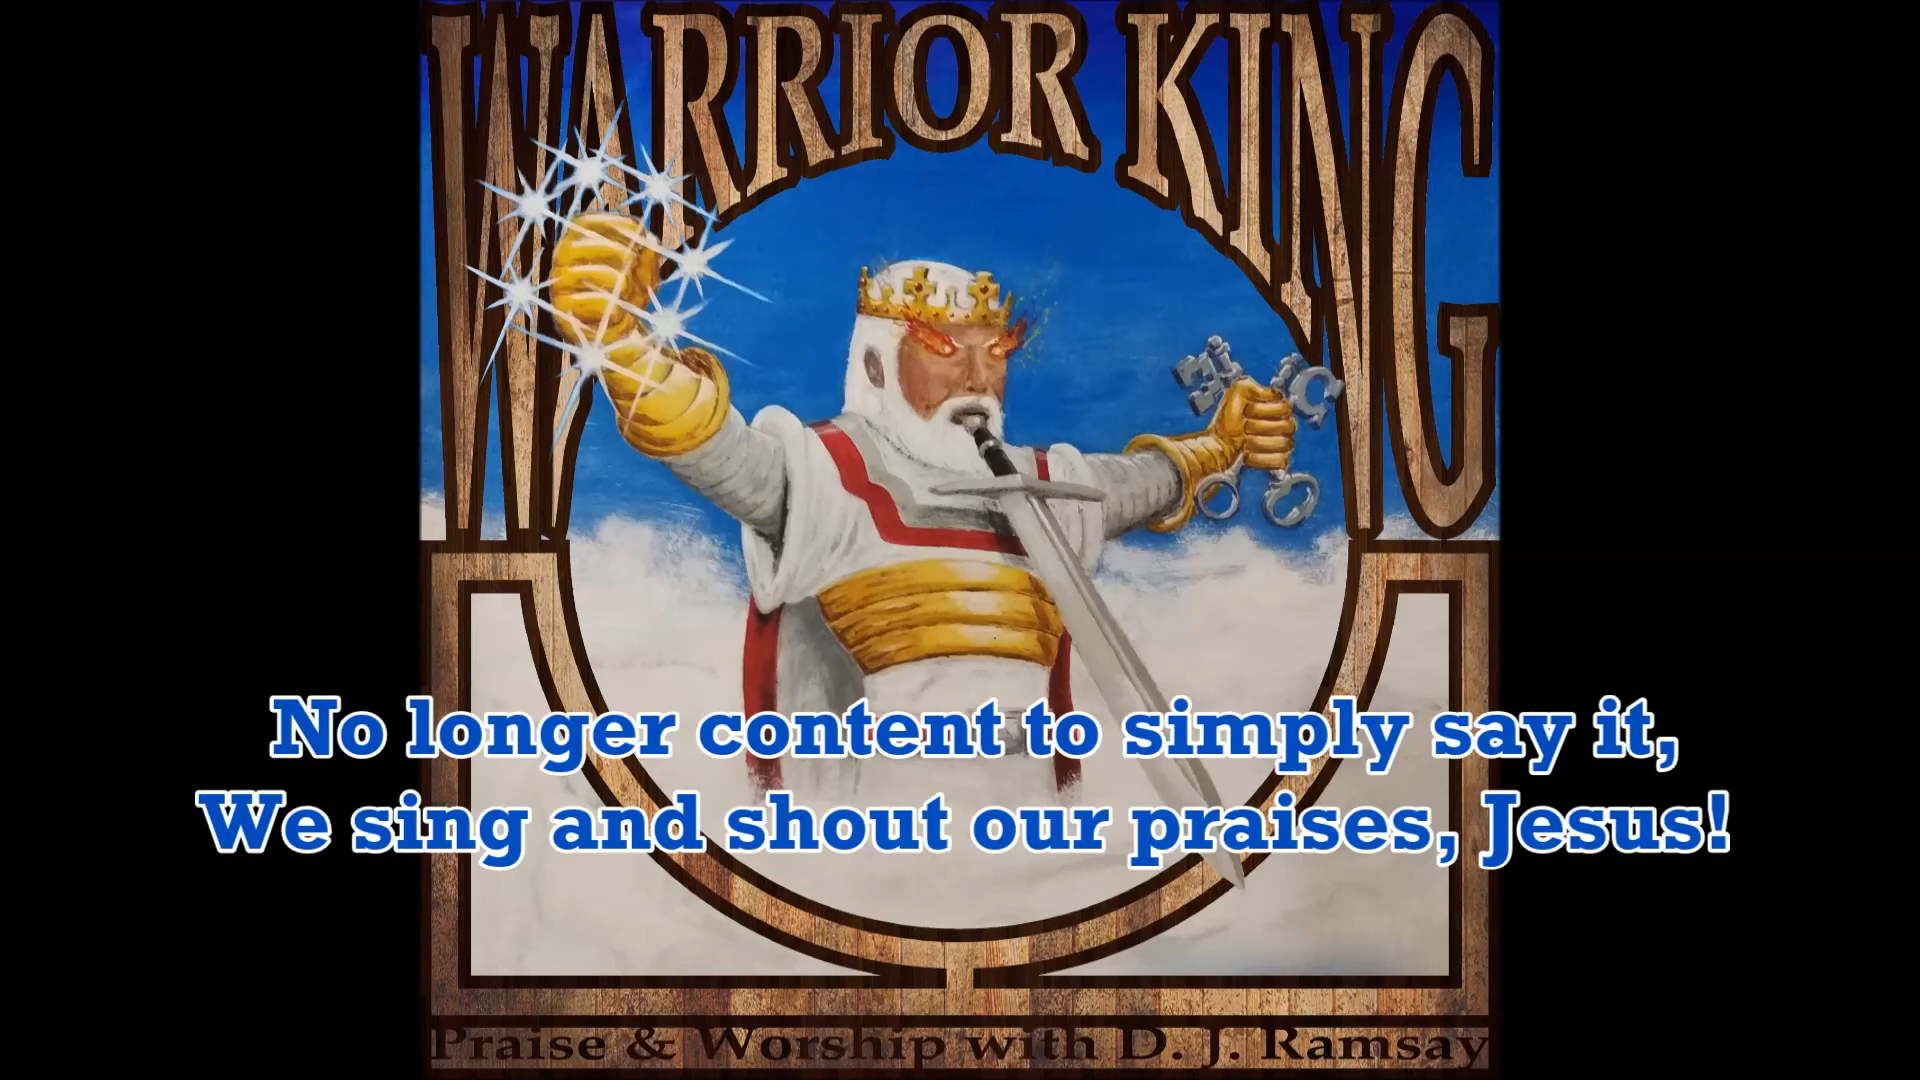 WARRIOR KING
No longer content to simply say it,
We sing and shout our praises, Jesus!
Praise & Worship with D. J. Ramsay